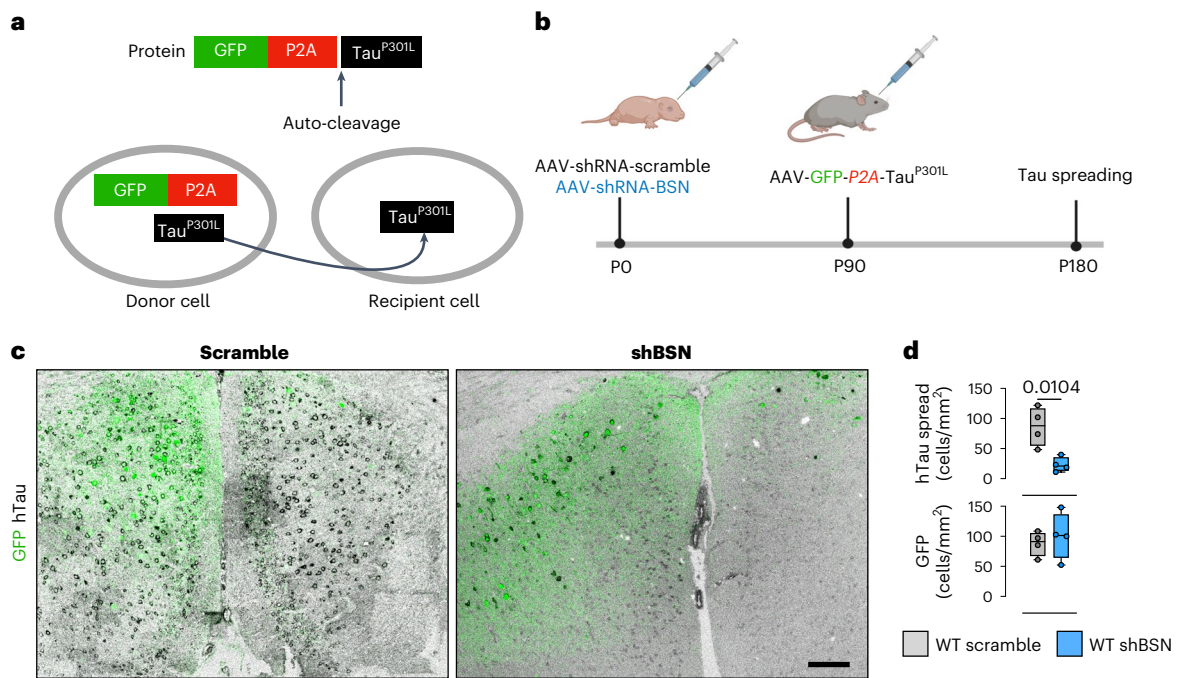 a
Protein GFP P2A Tau^P301L
Auto-cleavage
GFP P2A
Tau^P301L
Tau^P301L
Donor cell
Recipient cell
b
AAV-shRNA-scramble
AAV-shRNA-BSN
AAV-GFP-P2A-Tau^P301L
Tau spreading
P0
P90
P180
c
Scramble
shBSN
GFP hTau
d
hTau spread
(cells/mm²)
150
100
50
0
0.0104
GFP
(cells/mm²)
150
100
50
0
WT scramble
WT shBSN